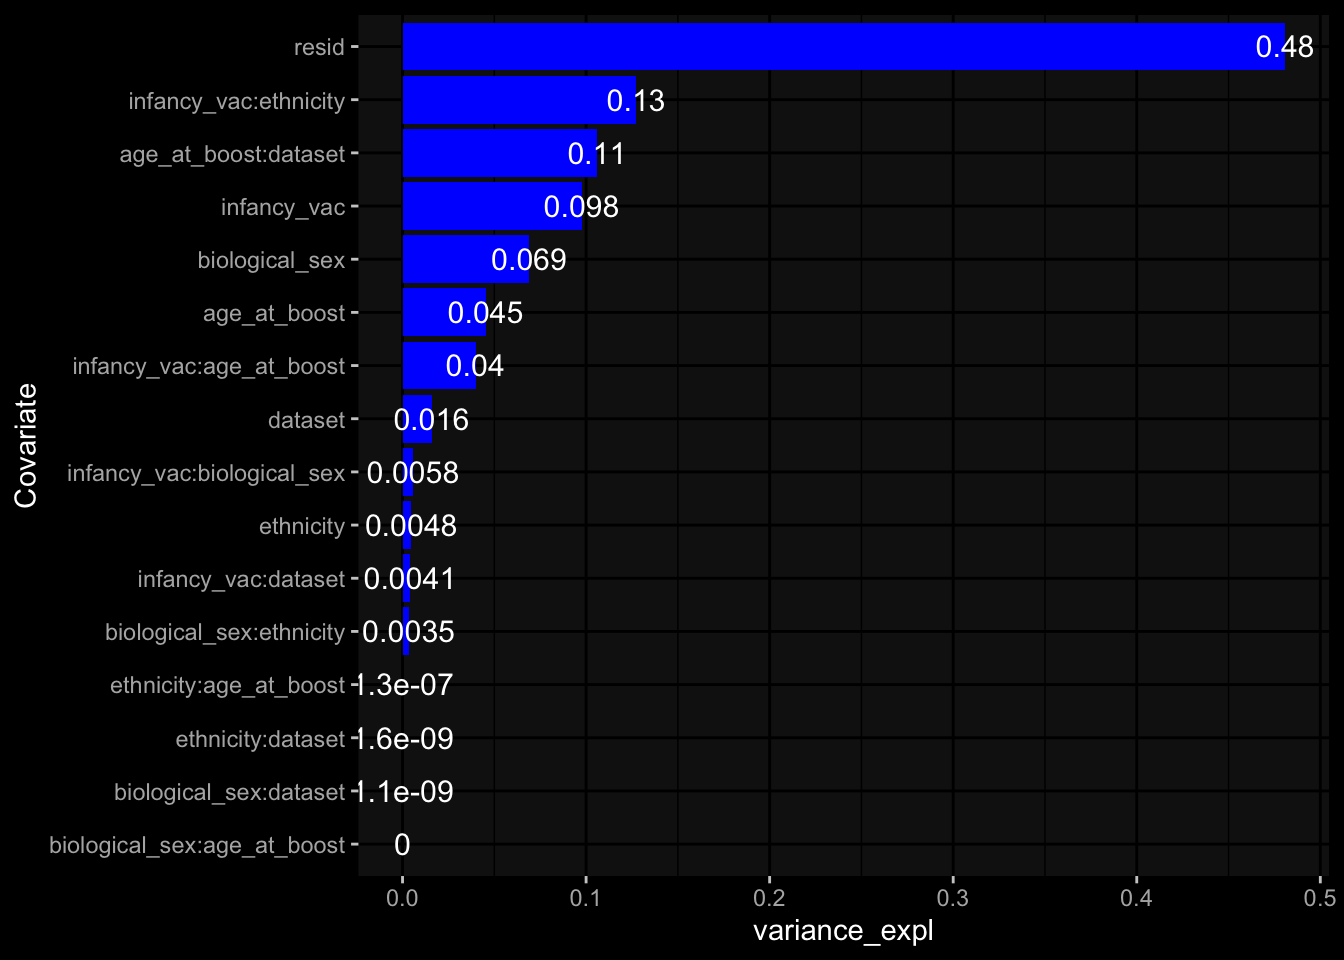 Covariate
resid 0.48
infancy_vac:ethnicity 0.13
age_at_boost:dataset 0.11
infancy_vac 0.098
biological_sex 0.069
age_at_boost 0.045
infancy_vac:age_at_boost 0.04
dataset 0.016
infancy_vac:biological_sex 0.0058
ethnicity 0.0048
infancy_vac:dataset 0.0041
biological_sex:ethnicity 0.0035
ethnicity:age_at_boost 1.3e-07
ethnicity:dataset 1.6e-09
biological_sex:dataset 1.1e-09
biological_sex:age_at_boost 0
0.0 0.1 0.2 0.3 0.4 0.5
variance_expl